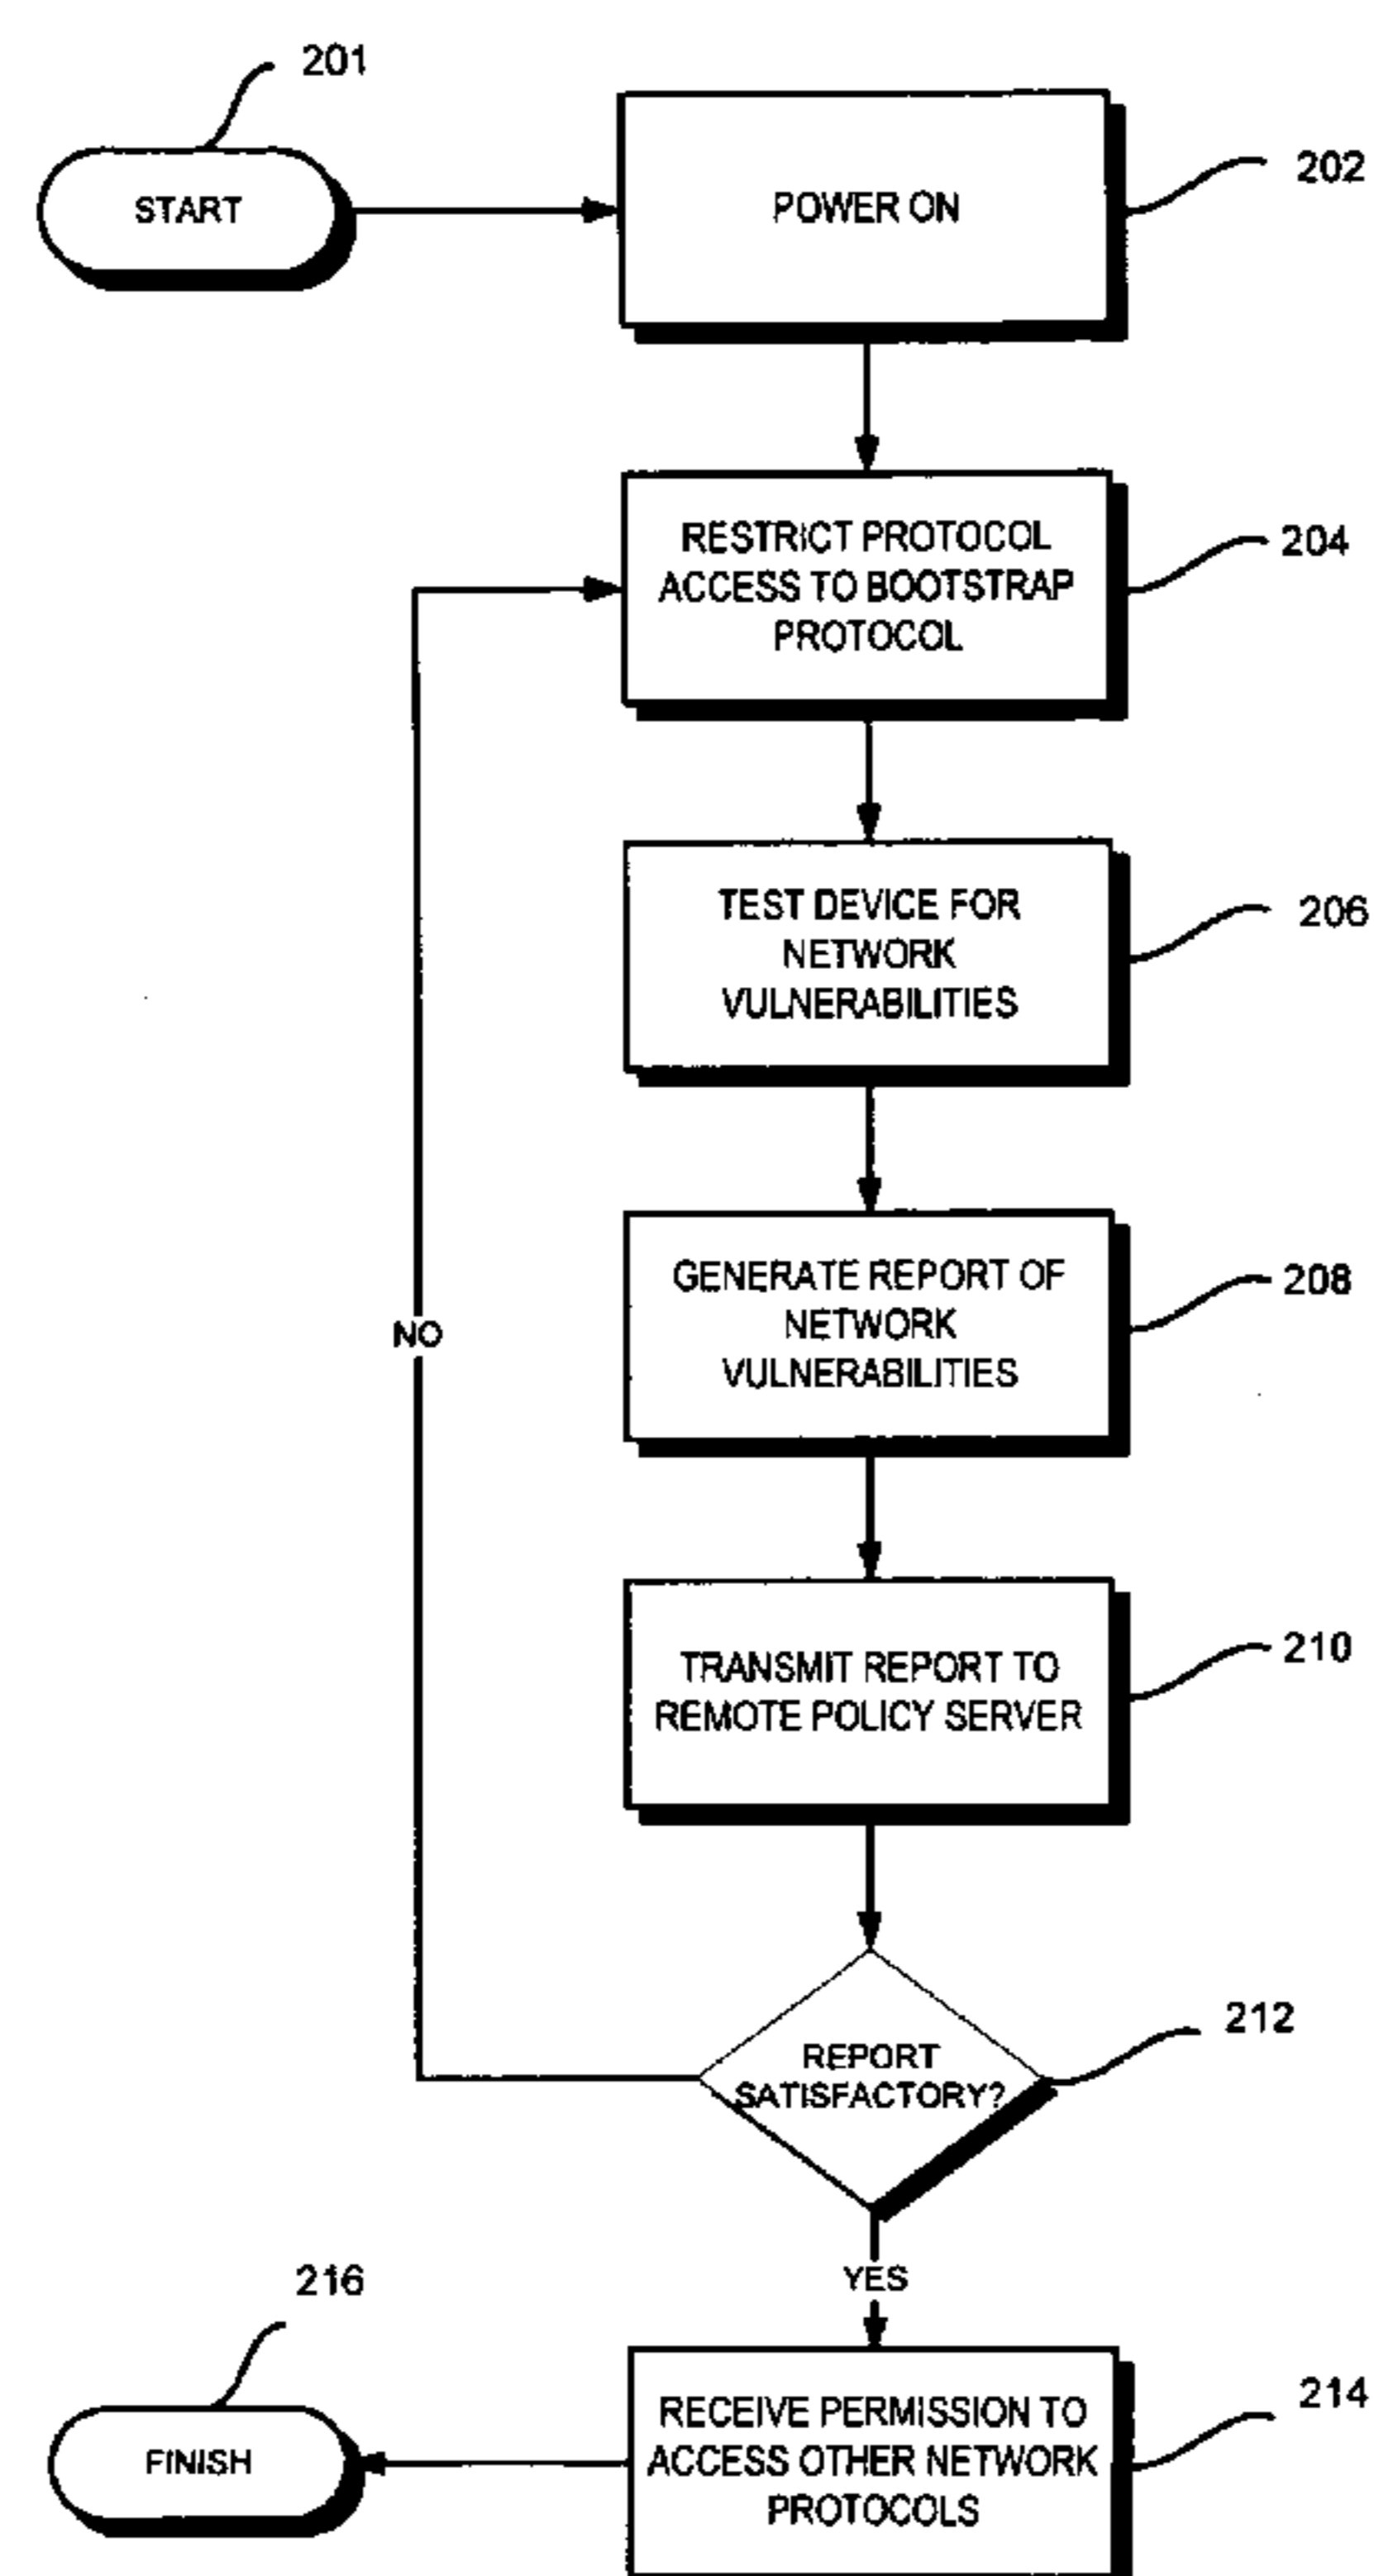 201
START
POWER ON
202
RESTRICT PROTOCOL
ACCESS TO BOOTSTRAP
PROTOCOL
204
TEST DEVICE FOR
NETWORK
VULNERABILITIES
206
GENERATE REPORT OF
NETWORK
VULNERABILITIES
208
NO
TRANSMIT REPORT TO
REMOTE POLICY SERVER
210
REPORT
SATISFACTORY?
212
YES
216
FINISH
RECEIVE PERMISSION TO
ACCESS OTHER NETWORK
PROTOCOLS
214